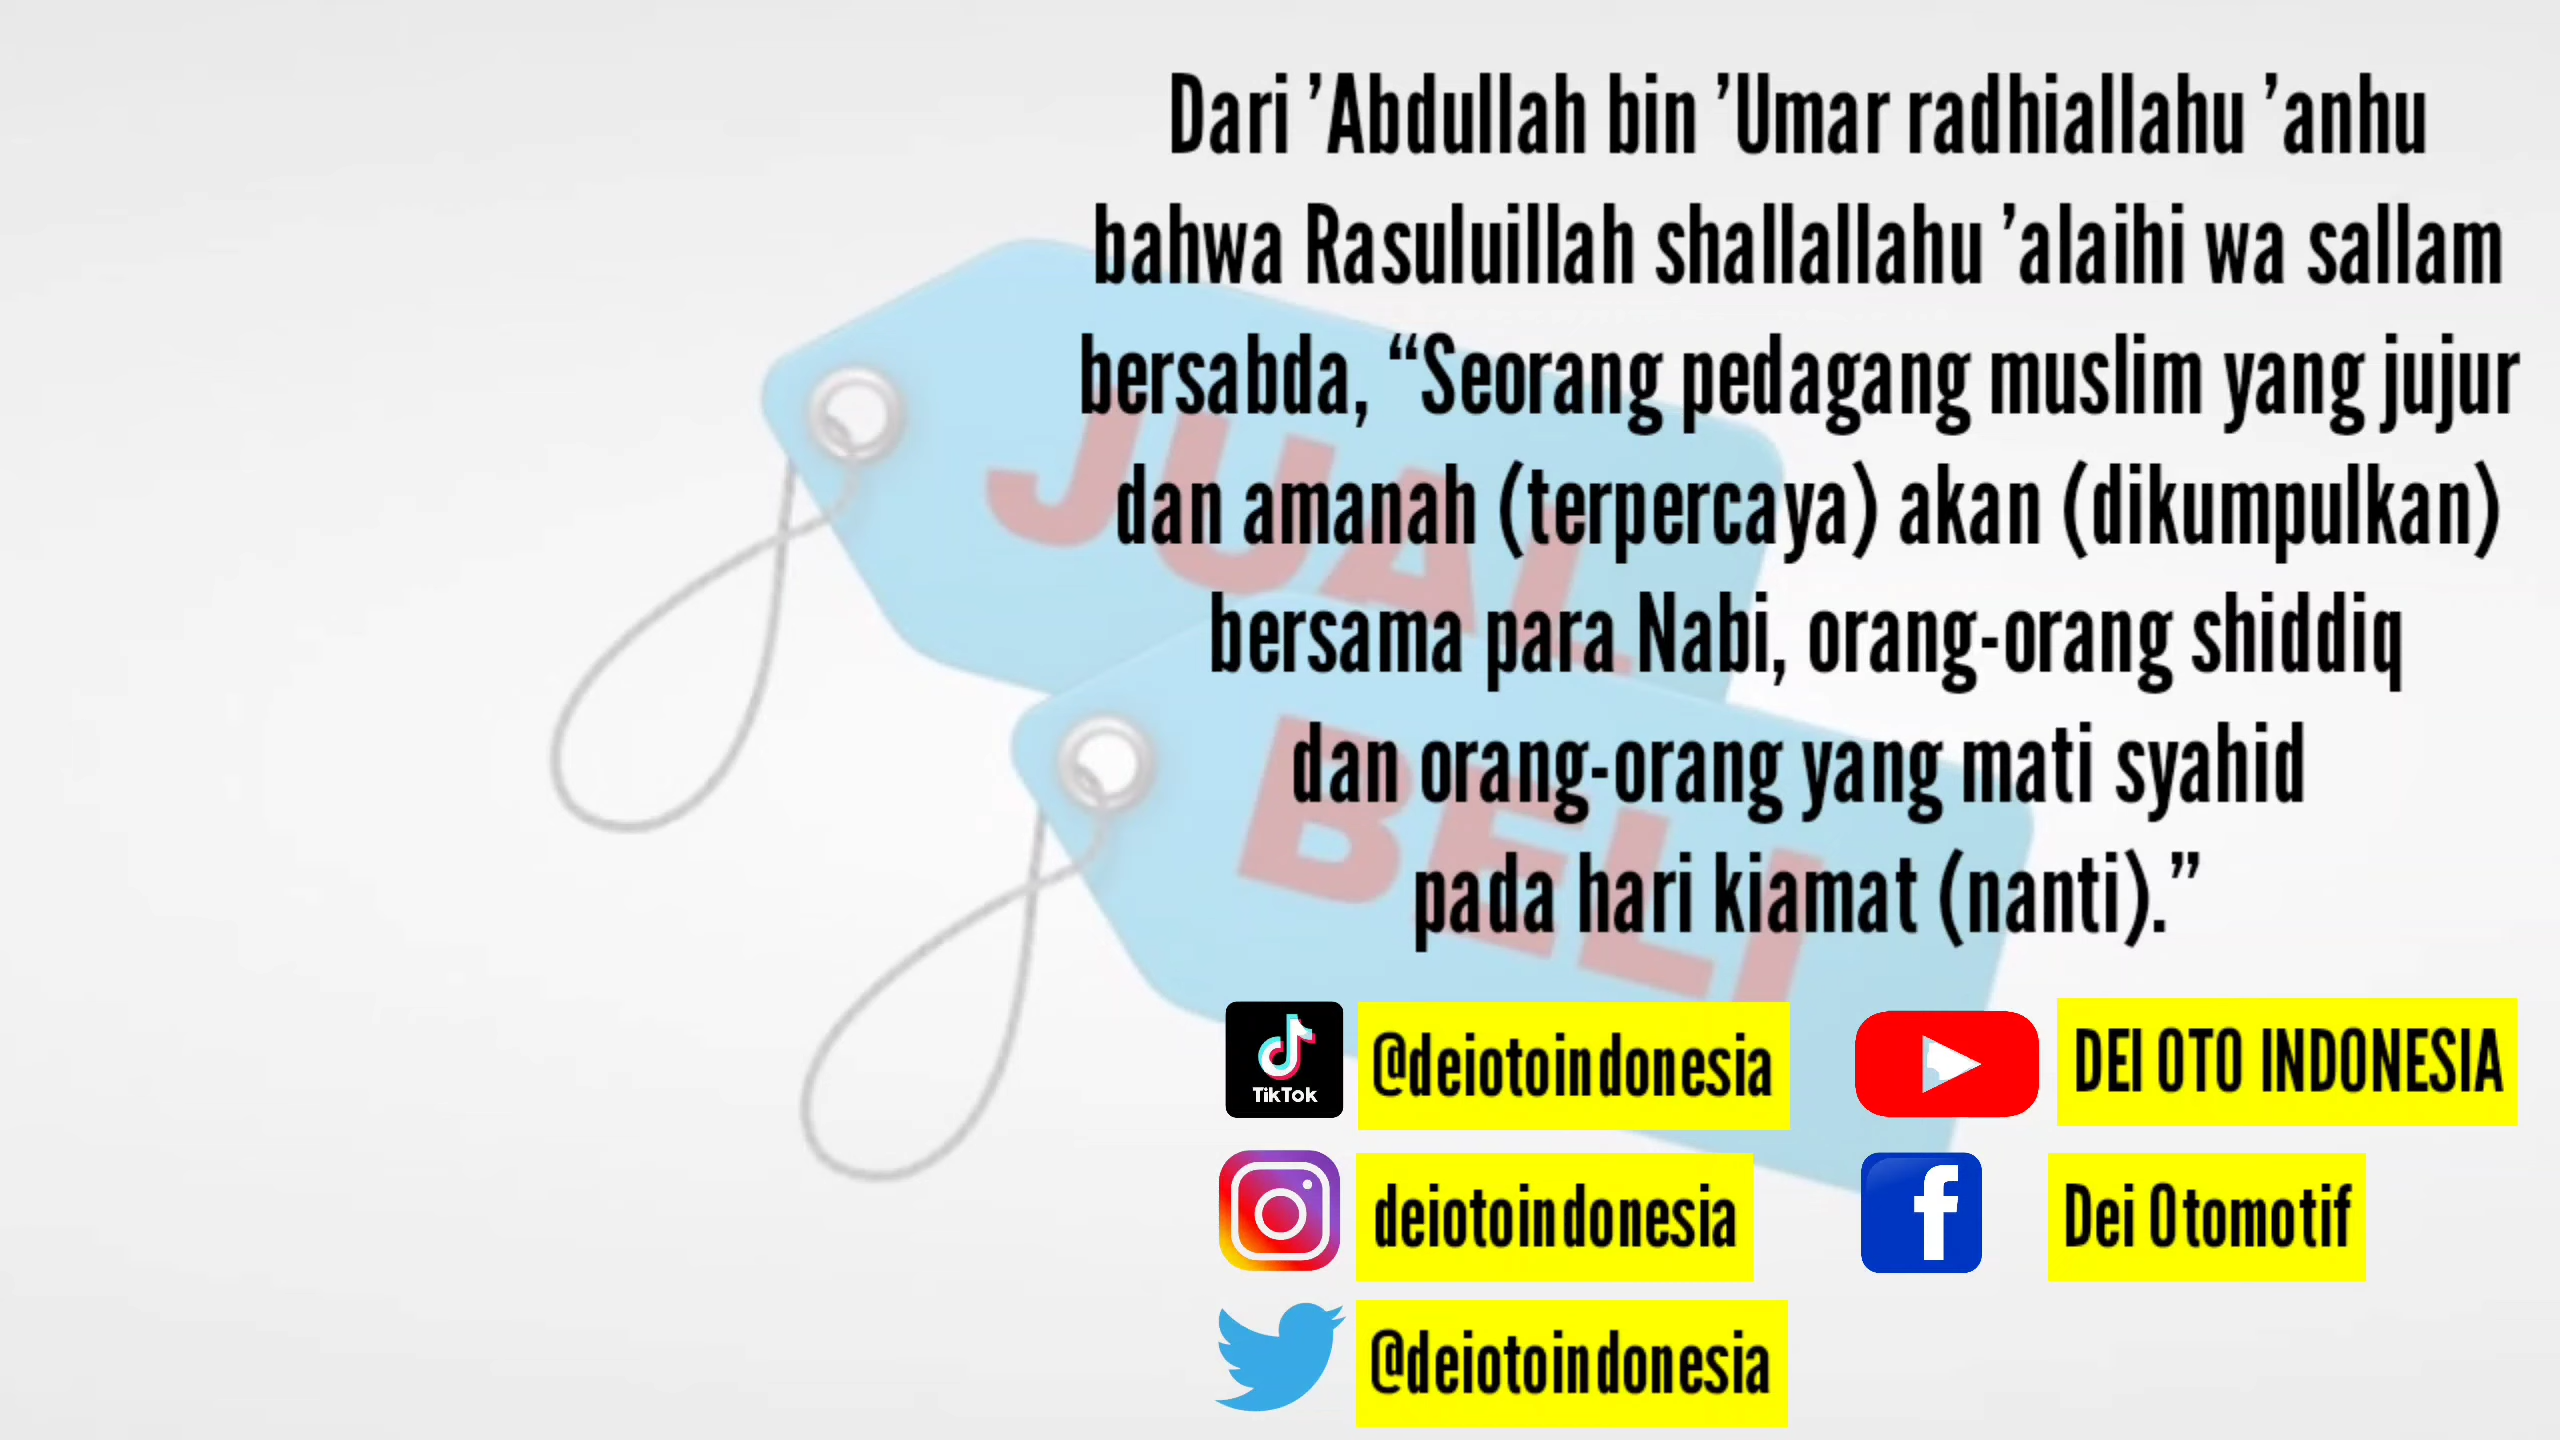 Dari ’Abdullah bin ’Umar radhiallahu ’anhu
bahwa Rasuluillah shallallahu ’alaihi wa sallam
bersabda, “Seorang pedagang muslim yang jujur
dan amanah (terpercaya) akan (dikumpulkan)
bersama para Nabi, orang-orang shiddiq
dan orang-orang yang mati syahid
pada hari kiamat (nanti).”
JUAL
BELI
TikTok
@deiotoindonesia
DEI OTO INDONESIA
deiotoindonesia
Dei Otomotif
@deiotoindonesia